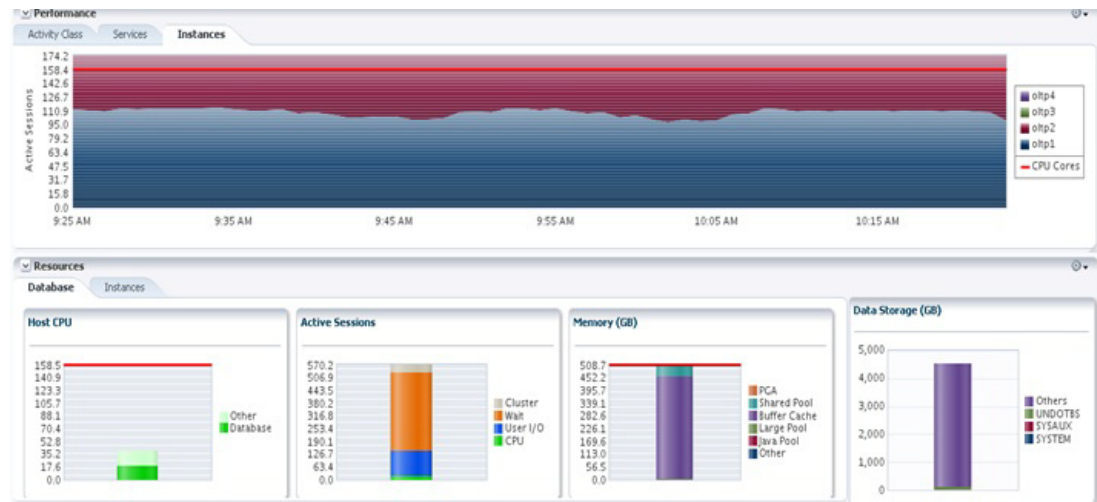 Performance
Activity Class Services Instances
174.2
158.4
142.6
126.7
110.9
95.0
79.2
63.4
47.5
31.7
15.8
0.0
Active Sessions
9:25 AM 9:35 AM 9:45 AM 9:55 AM 10:05 AM 10:15 AM
oltp4
oltp3
oltp2
oltp1
CPU Cores
Resources
Database Instances
Host CPU
158.5
140.9
123.3
105.7
88.1
70.4
52.8
35.2
17.6
0.0
Other
Database
Active Sessions
570.2
506.9
443.5
380.2
316.8
253.4
190.1
126.7
63.4
0.0
Cluster
Wait
User I/O
CPU
Memory (GB)
508.7
452.2
395.7
339.1
282.6
226.1
169.6
113.0
56.5
0.0
PGA
Shared Pool
Buffer Cache
Large Pool
Java Pool
Other
Data Storage (GB)
5,000
4,000
3,000
2,000
1,000
0
Others
UNDOTBS
SYSAUX
SYSTEM